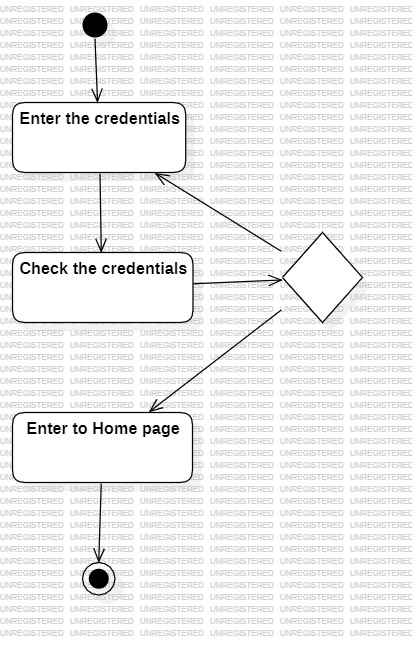 UNREGISTERED UNREGISTERED UNREGISTERED UNREGISTERED UNREGISTERED UNREGISTERED
Enter the credentials
Check the credentials
Enter to Home page